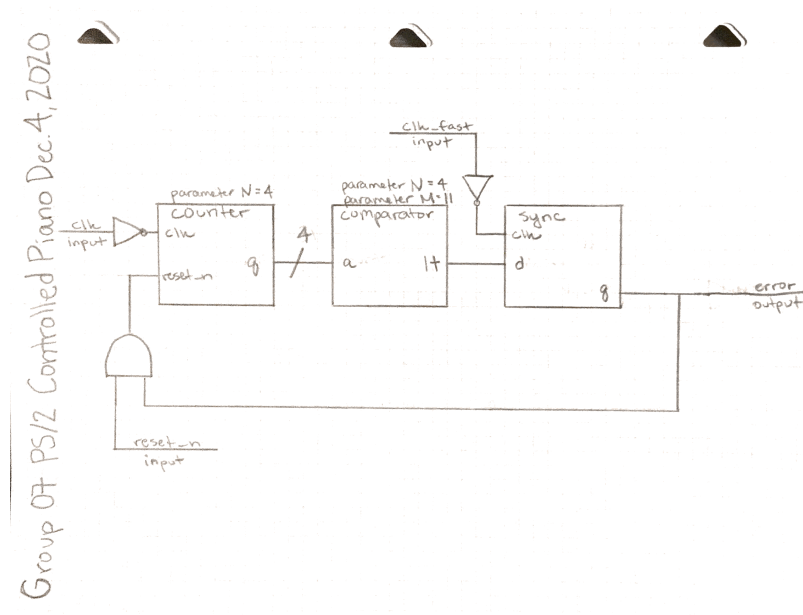 Group 07 PS/2 Controlled Piano Dec. 4, 2020
clk_fast
input
parameter N=4
counter
clk
q
reset_n
clk
input
4
parameter N=4
parameter M=11
comparator
a
lt
sync
clk
d
q
error
output
reset_n
input